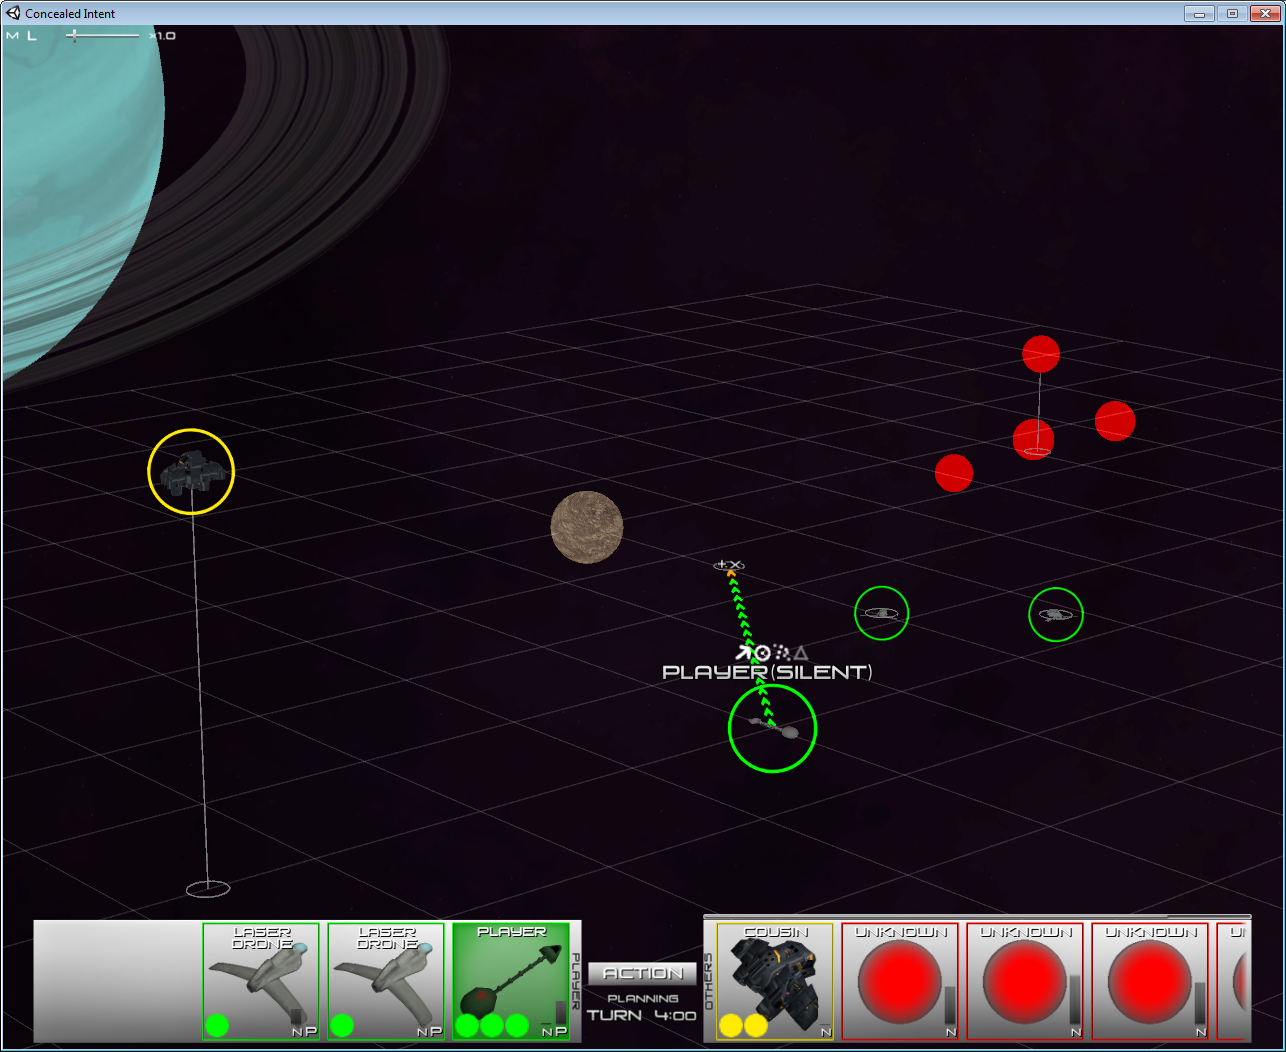 Concealed Intent
M L x1.0
PLAYER(SILENT)
LASER
DRONE
N P
LASER
DRONE
N P
PLAYER
N P
PLAYER
ACTION
PLANNING
TURN 4:00
OTHERS
COUSIN
N
UNKNOWN
N
UNKNOWN
N
UNKNOWN
N
U